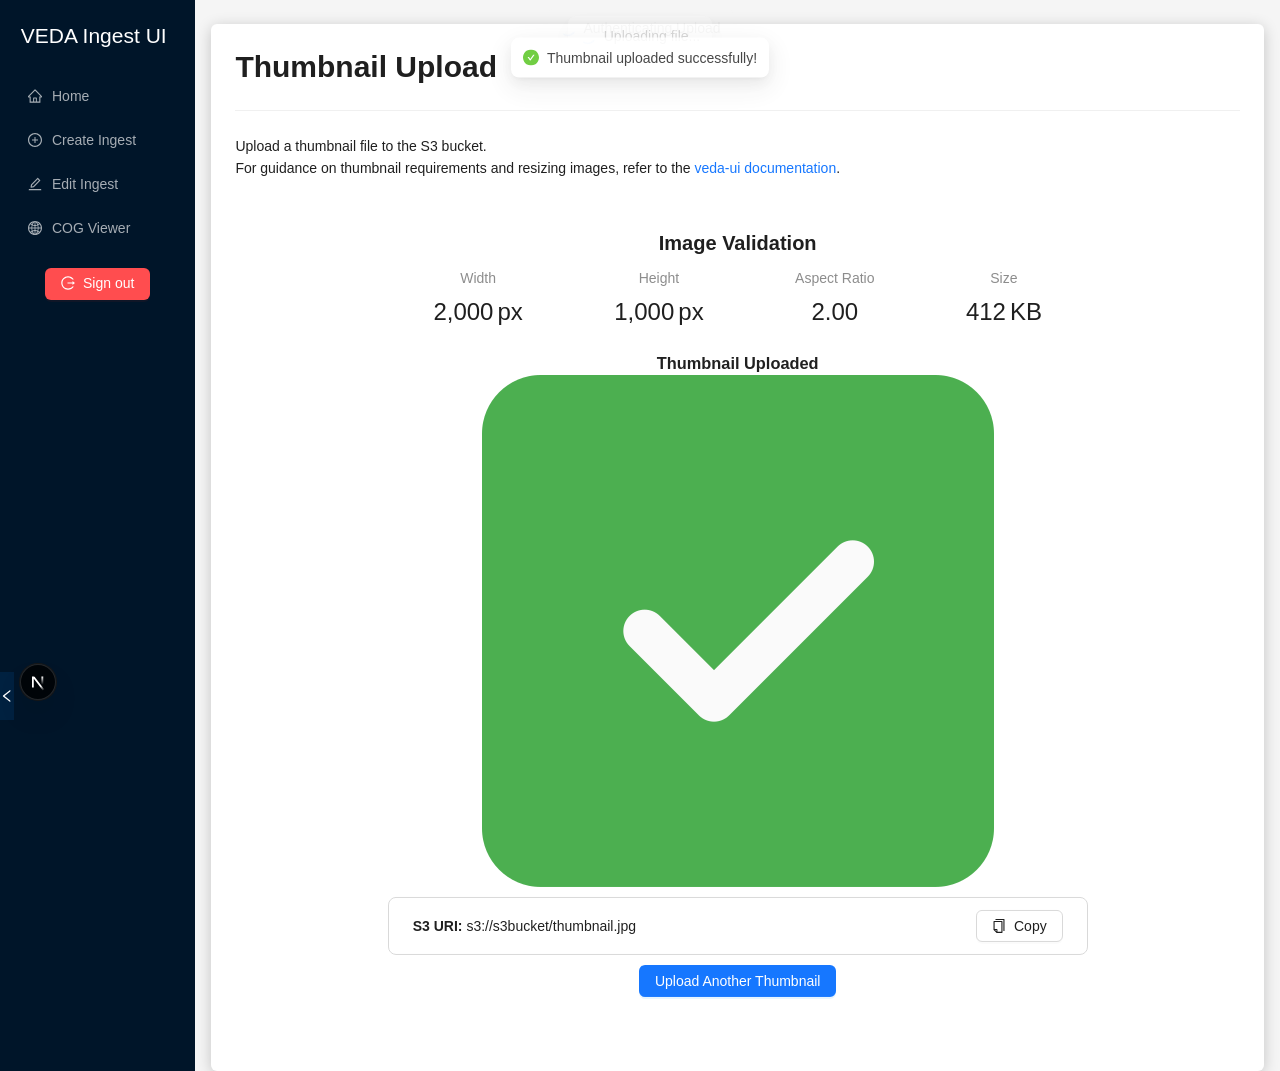 VEDA Ingest UI
Home
Create Ingest
Edit Ingest
COG Viewer
Sign out
Uploading file
Thumbnail uploaded successfully!
Thumbnail Upload
Upload a thumbnail file to the S3 bucket.
For guidance on thumbnail requirements and resizing images, refer to the veda-ui documentation.
Image Validation
Width
Height
Aspect Ratio
Size
2,000 px
1,000 px
2.00
412 KB
Thumbnail Uploaded
S3 URI: s3://s3bucket/thumbnail.jpg
Copy
Upload Another Thumbnail